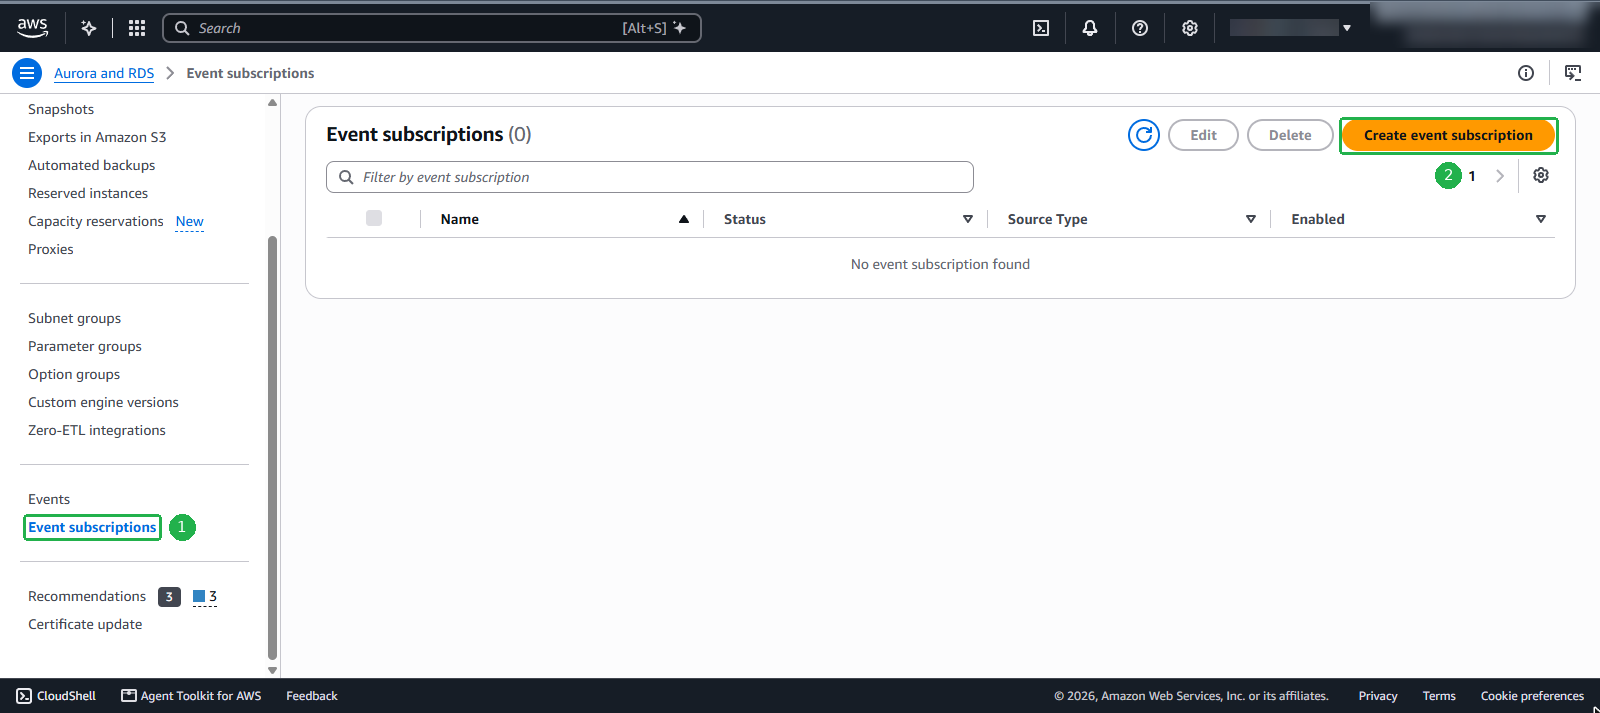 aws
Search [Alt+S]
Aurora and RDS > Event subscriptions
Snapshots
Exports in Amazon S3
Automated backups
Reserved instances
Capacity reservations New
Proxies
Subnet groups
Parameter groups
Option groups
Custom engine versions
Zero-ETL integrations
Events
Event subscriptions 1
Recommendations 3 3
Certificate update
Event subscriptions (0)
Edit Delete Create event subscription
Filter by event subscription
2 1
Name Status Source Type Enabled
No event subscription found
CloudShell Agent Toolkit for AWS Feedback © 2026, Amazon Web Services, Inc. or its affiliates. Privacy Terms Cookie preferences